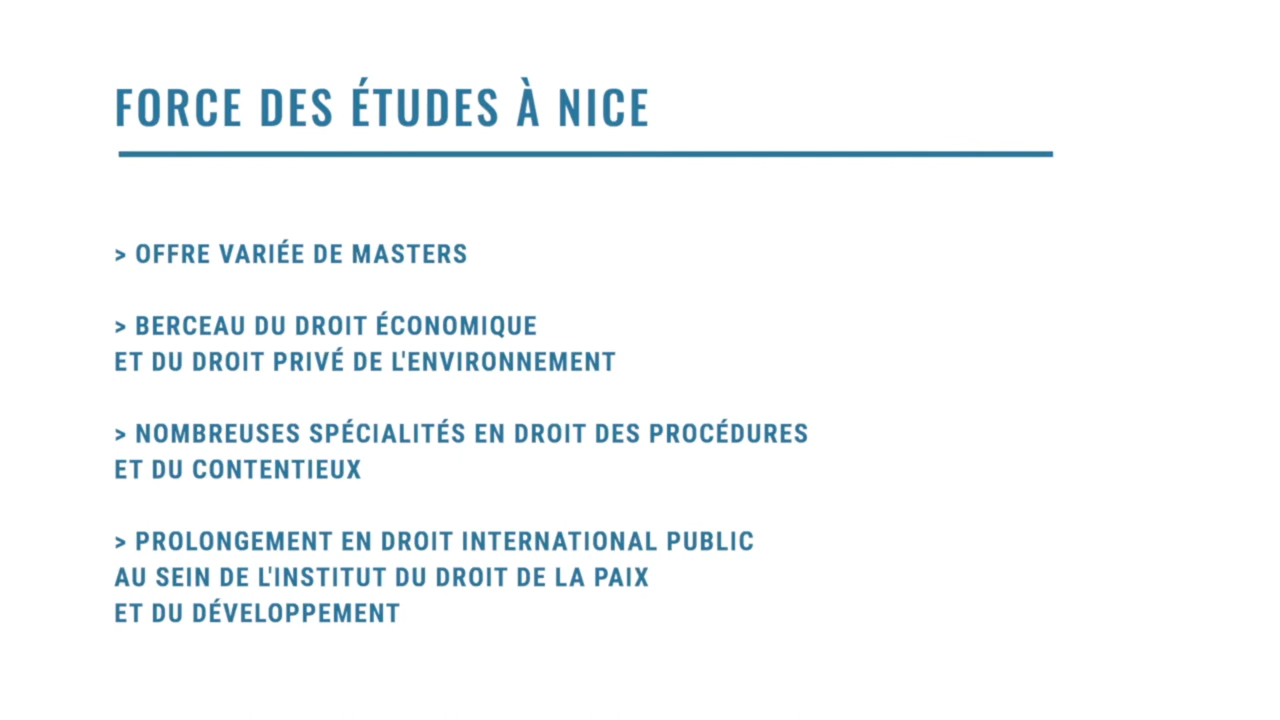 FORCE DES ÉTUDES À NICE
> OFFRE VARIÉE DE MASTERS
> BERCEAU DU DROIT ÉCONOMIQUE
ET DU DROIT PRIVÉ DE L'ENVIRONNEMENT
> NOMBREUSES SPÉCIALITÉS EN DROIT DES PROCÉDURES
ET DU CONTENTIEUX
> PROLONGEMENT EN DROIT INTERNATIONAL PUBLIC
AU SEIN DE L'INSTITUT DU DROIT DE LA PAIX
ET DU DÉVELOPPEMENT